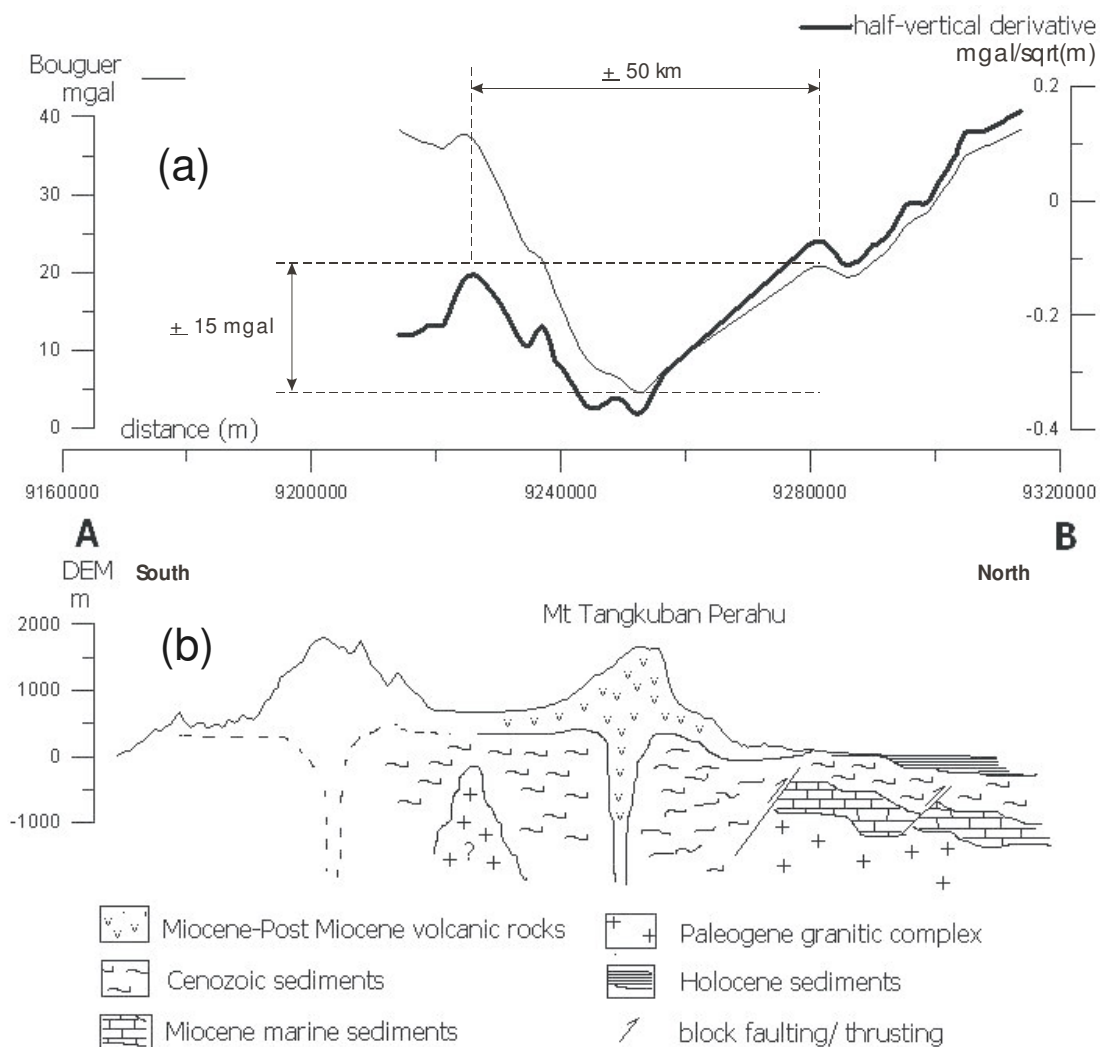 half-vertical derivative
mgal/sqrt(m)
Bouguer
mgal
± 50 km
0.2
40
(a)
30
0
20
± 15 mgal
-0.2
10
0
distance (m)
-0.4
9160000 9200000 9240000 9280000 9320000
A B
DEM South North
m
Mt Tangkuban Perahu
2000
(b)
1000
0
-1000
?
Miocene-Post Miocene volcanic rocks
Paleogene granitic complex
Cenozoic sediments
Holocene sediments
Miocene marine sediments
block faulting/ thrusting